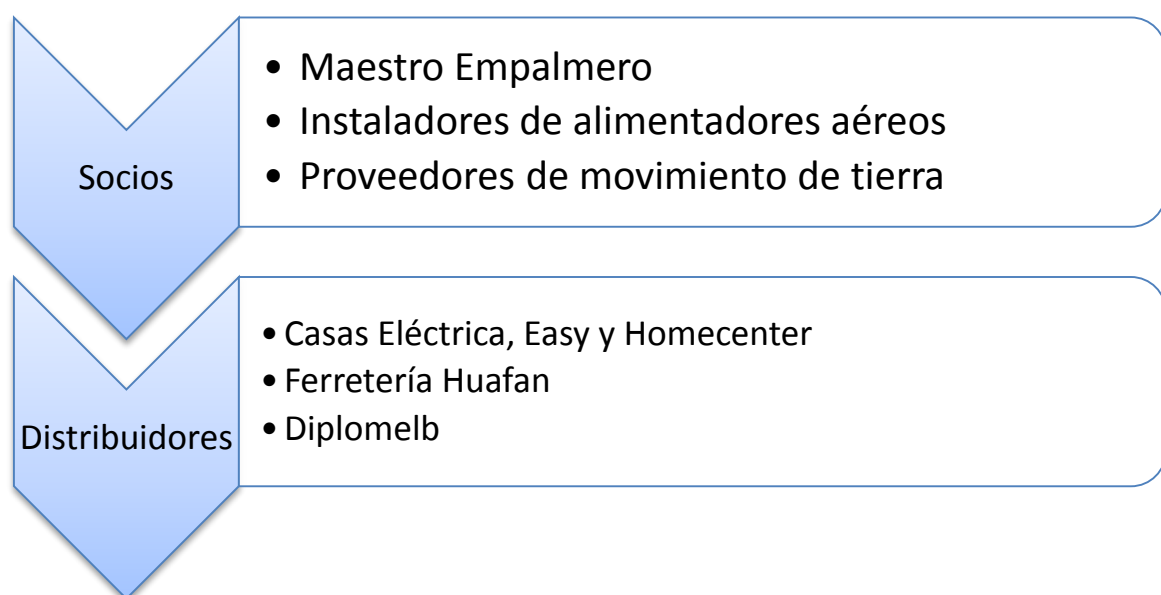 Socios
• Maestro Empalmero
• Instaladores de alimentadores aéreos
• Proveedores de movimiento de tierra
Distribuidores
• Casas Eléctrica, Easy y Homecenter
• Ferretería Huafan
• Diplomelb